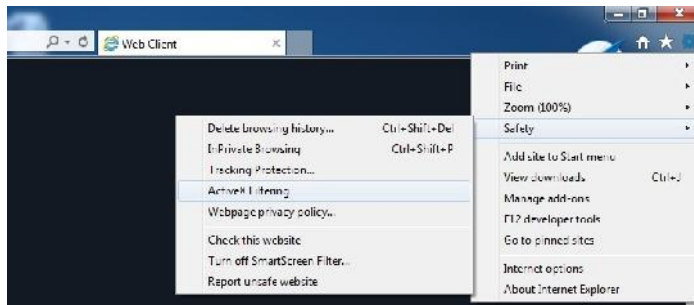 Web Client
Print
File
Zoom (100%)
Safety
Delete browsing history... Ctrl+Shift+Del
InPrivate Browsing Ctrl+Shift+P
Tracking Protection...
ActiveX Filtering
Webpage privacy policy...
Check this website
Turn off SmartScreen Filter...
Report unsafe website
Add site to Start menu
View downloads Ctrl+J
Manage add-ons
F12 developer tools
Go to pinned sites
Internet options
About Internet Explorer